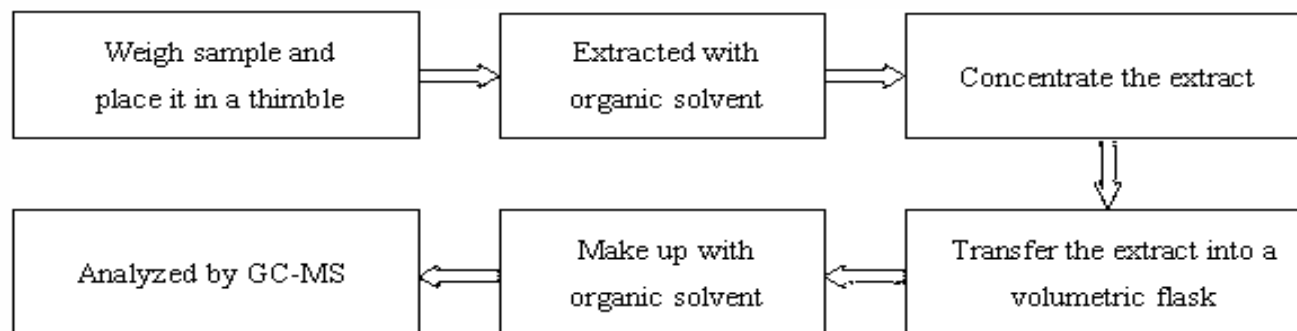 Weigh sample and
place it in a thimble
Extracted with
organic solvent
Concentrate the extract
Transfer the extract into a
volumetric flask
Make up with
organic solvent
Analyzed by GC-MS